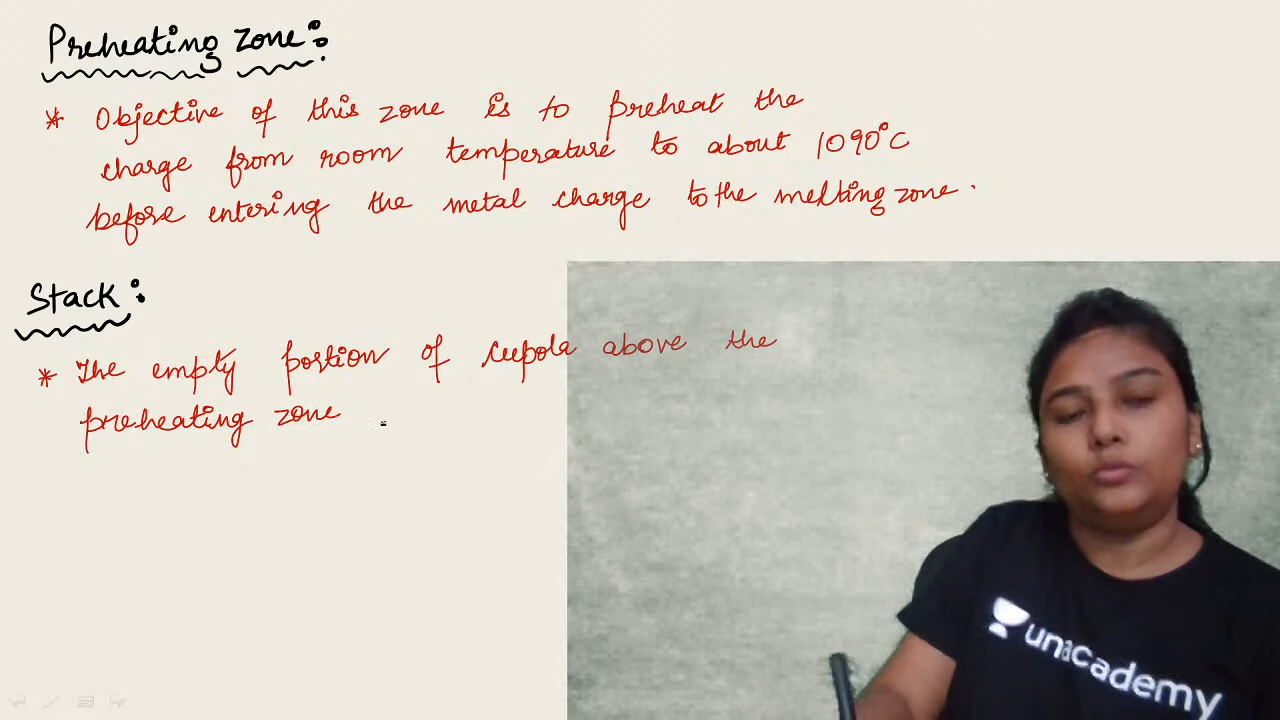 Preheating zone:
* Objective of this zone is to preheat the
charge from room temperature to about 1090°C
before entering the metal charge to the melting zone.
Stack:
* The empty portion of cupola above the
preheating zone
unacademy